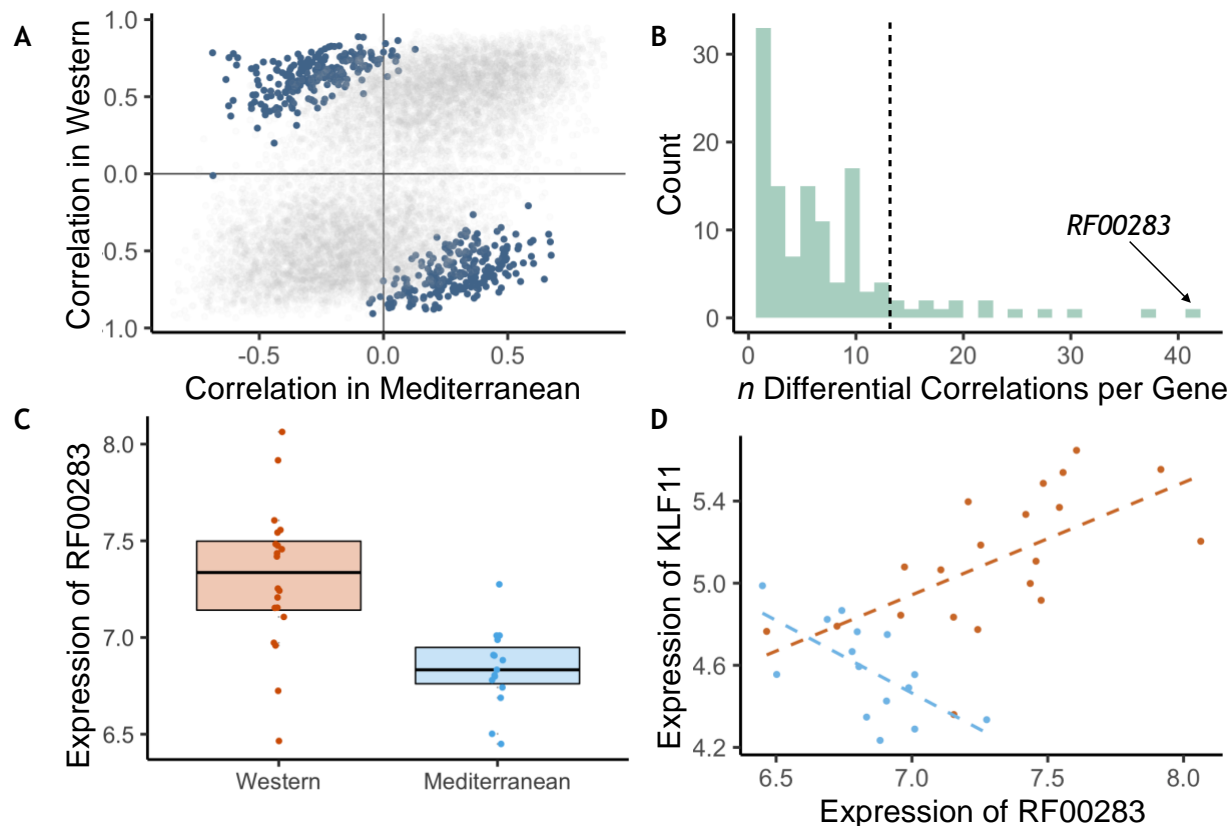 A
Correlation in Western
1.0
0.5
0.0
-0.5
-1.0
-0.5
0.0
0.5
Correlation in Mediterranean
B
Count
30
20
10
0
RF00283
0
10
20
30
40
n Differential Correlations per Gene
C
Expression of RF00283
8.0
7.5
7.0
6.5
Western
Mediterranean
D
Expression of KLF11
5.4
5.0
4.6
4.2
6.5
7.0
7.5
8.0
Expression of RF00283